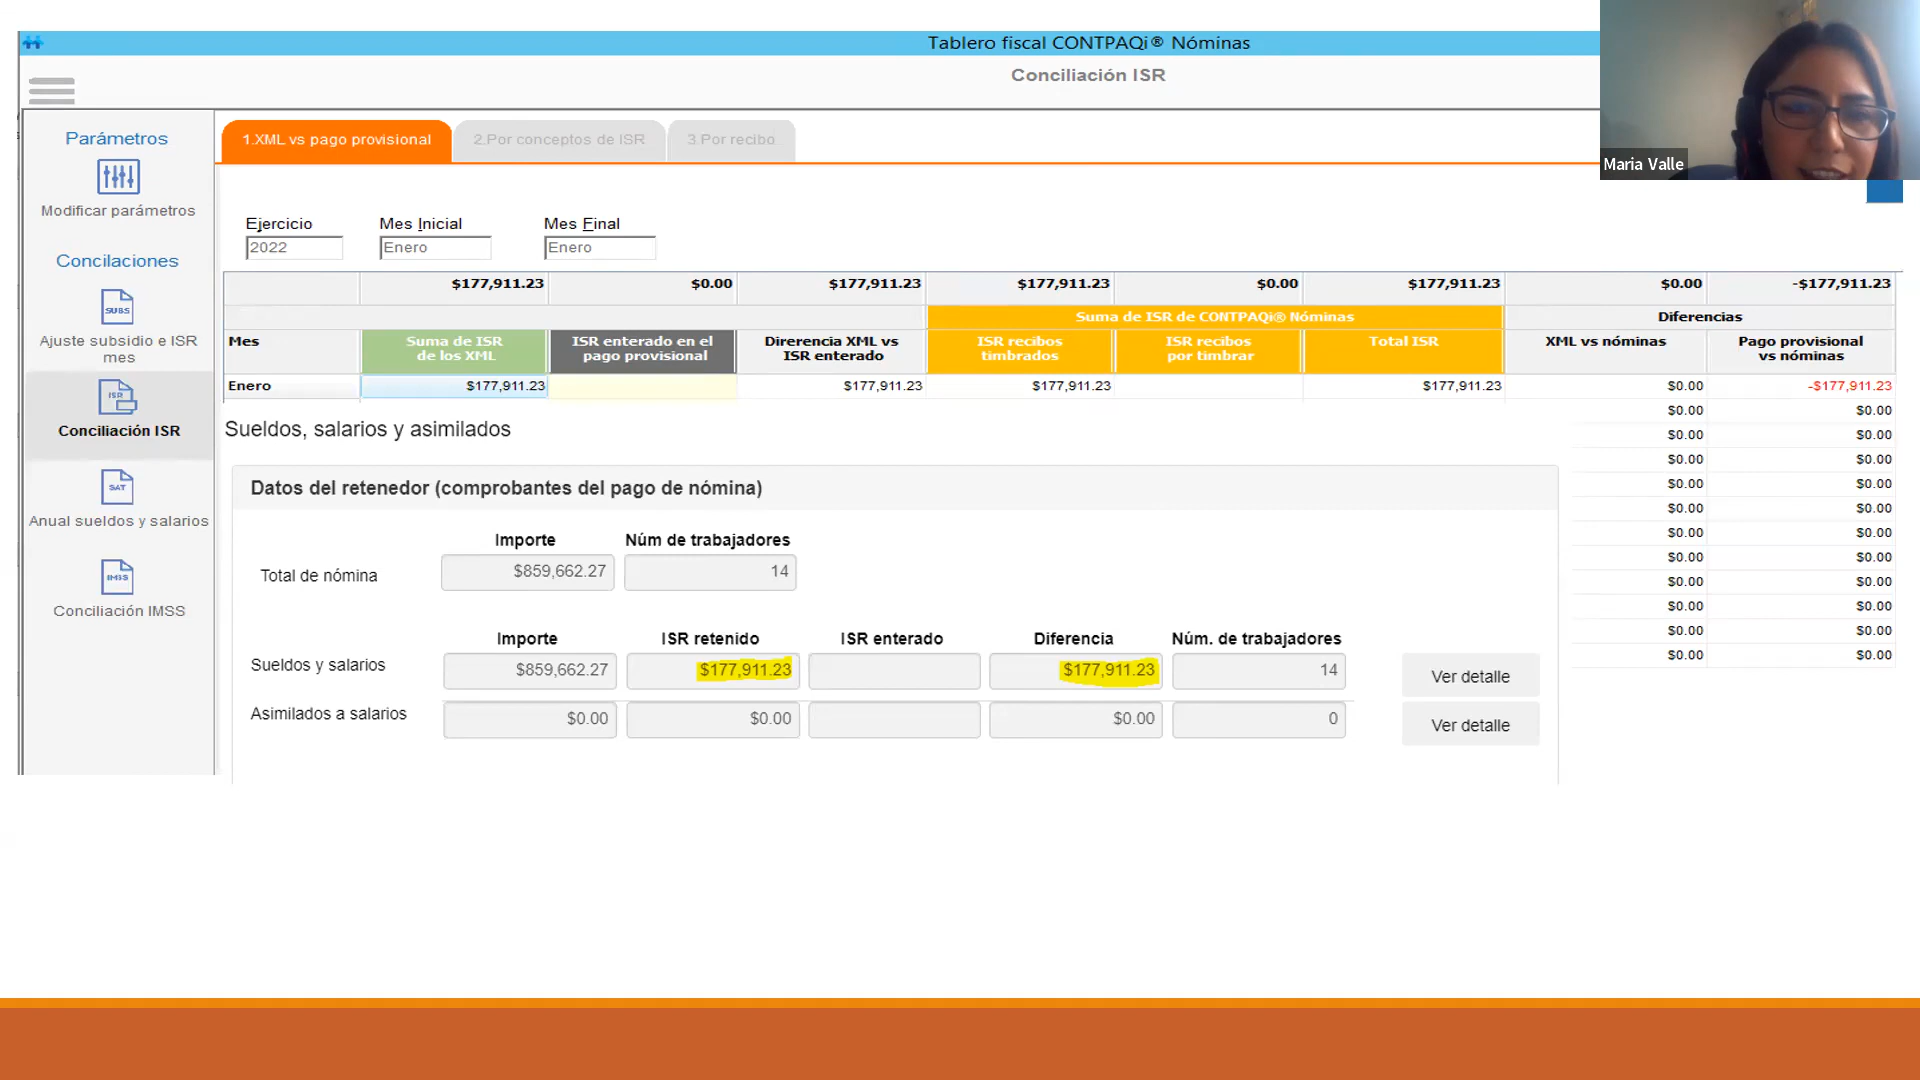 Tablero fiscal CONTPAQi® Nóminas
Conciliación ISR
Maria Valle
Parámetros
Modificar parámetros
Concilaciones
SUBS
Ajuste subsidio e ISR
mes
ISR
Conciliación ISR
SAT
Anual sueldos y salarios
IMSS
Conciliación IMSS
1.XML vs pago provisional
2.Por conceptos de ISR
3.Por recibo
Ejercicio Mes Inicial Mes Final
2022 Enero Enero
$177,911.23 $0.00 $177,911.23 $177,911.23 $0.00 $177,911.23 $0.00 -$177,911.23
Suma de ISR de CONTPAQi® Nóminas Diferencias
Mes Suma de ISR de los XML ISR enterado en el pago provisional Direrencia XML vs ISR enterado ISR recibos timbrados ISR recibos por timbrar Total ISR XML vs nóminas Pago provisional vs nóminas
Enero $177,911.23 $177,911.23 $177,911.23 $177,911.23 $0.00 -$177,911.23
$0.00 $0.00
$0.00 $0.00
$0.00 $0.00
$0.00 $0.00
$0.00 $0.00
$0.00 $0.00
$0.00 $0.00
$0.00 $0.00
$0.00 $0.00
$0.00 $0.00
$0.00 $0.00
Sueldos, salarios y asimilados
Datos del retenedor (comprobantes del pago de nómina)
Importe Núm de trabajadores
Total de nómina $859,662.27 14
Importe ISR retenido ISR enterado Diferencia Núm. de trabajadores
Sueldos y salarios $859,662.27 $177,911.23 $177,911.23 14 Ver detalle
Asimilados a salarios $0.00 $0.00 $0.00 0 Ver detalle